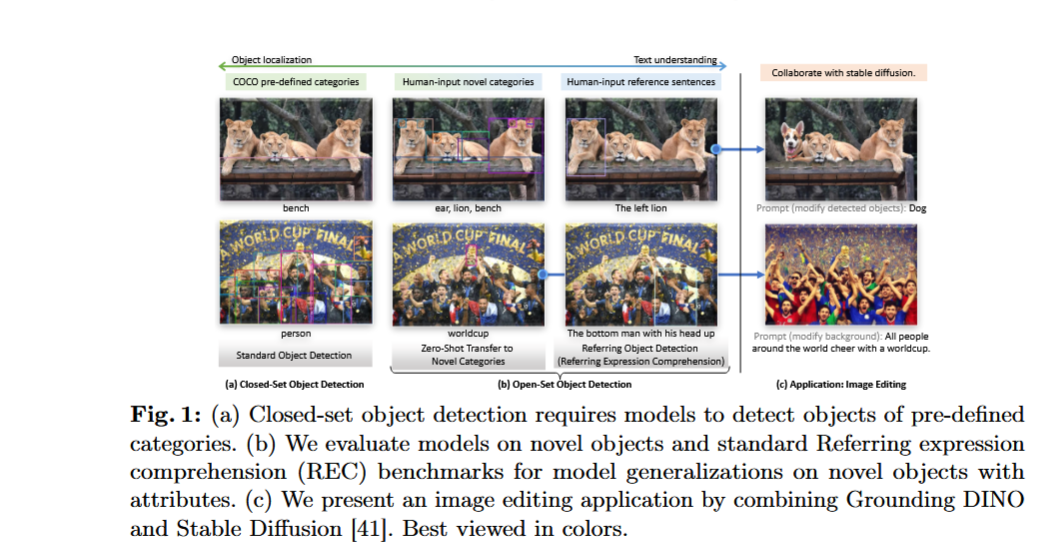 Object localization
Text understanding
COCO pre-defined categories
Human-input novel categories
Human-input reference sentences
Collaborate with stable diffusion.
bench
ear, lion, bench
The left lion
Prompt (modify detected objects): Dog
A WORLD CUP FINAL
A WORLD CUP FINAL
A WORLD CUP FINAL
person
worldcup
The bottom man with his head up
Prompt (modify background): All people
around the world cheer with a worldcup.
Standard Object Detection
Zero-Shot Transfer to
Novel Categories
Referring Object Detection
(Referring Expression Comprehension)
(a) Closed-Set Object Detection
(b) Open-Set Object Detection
(c) Application: Image Editing
Fig. 1: (a) Closed-set object detection requires models to detect objects of pre-defined
categories. (b) We evaluate models on novel objects and standard Referring expression
comprehension (REC) benchmarks for model generalizations on novel objects with
attributes. (c) We present an image editing application by combining Grounding DINO
and Stable Diffusion [41]. Best viewed in colors.